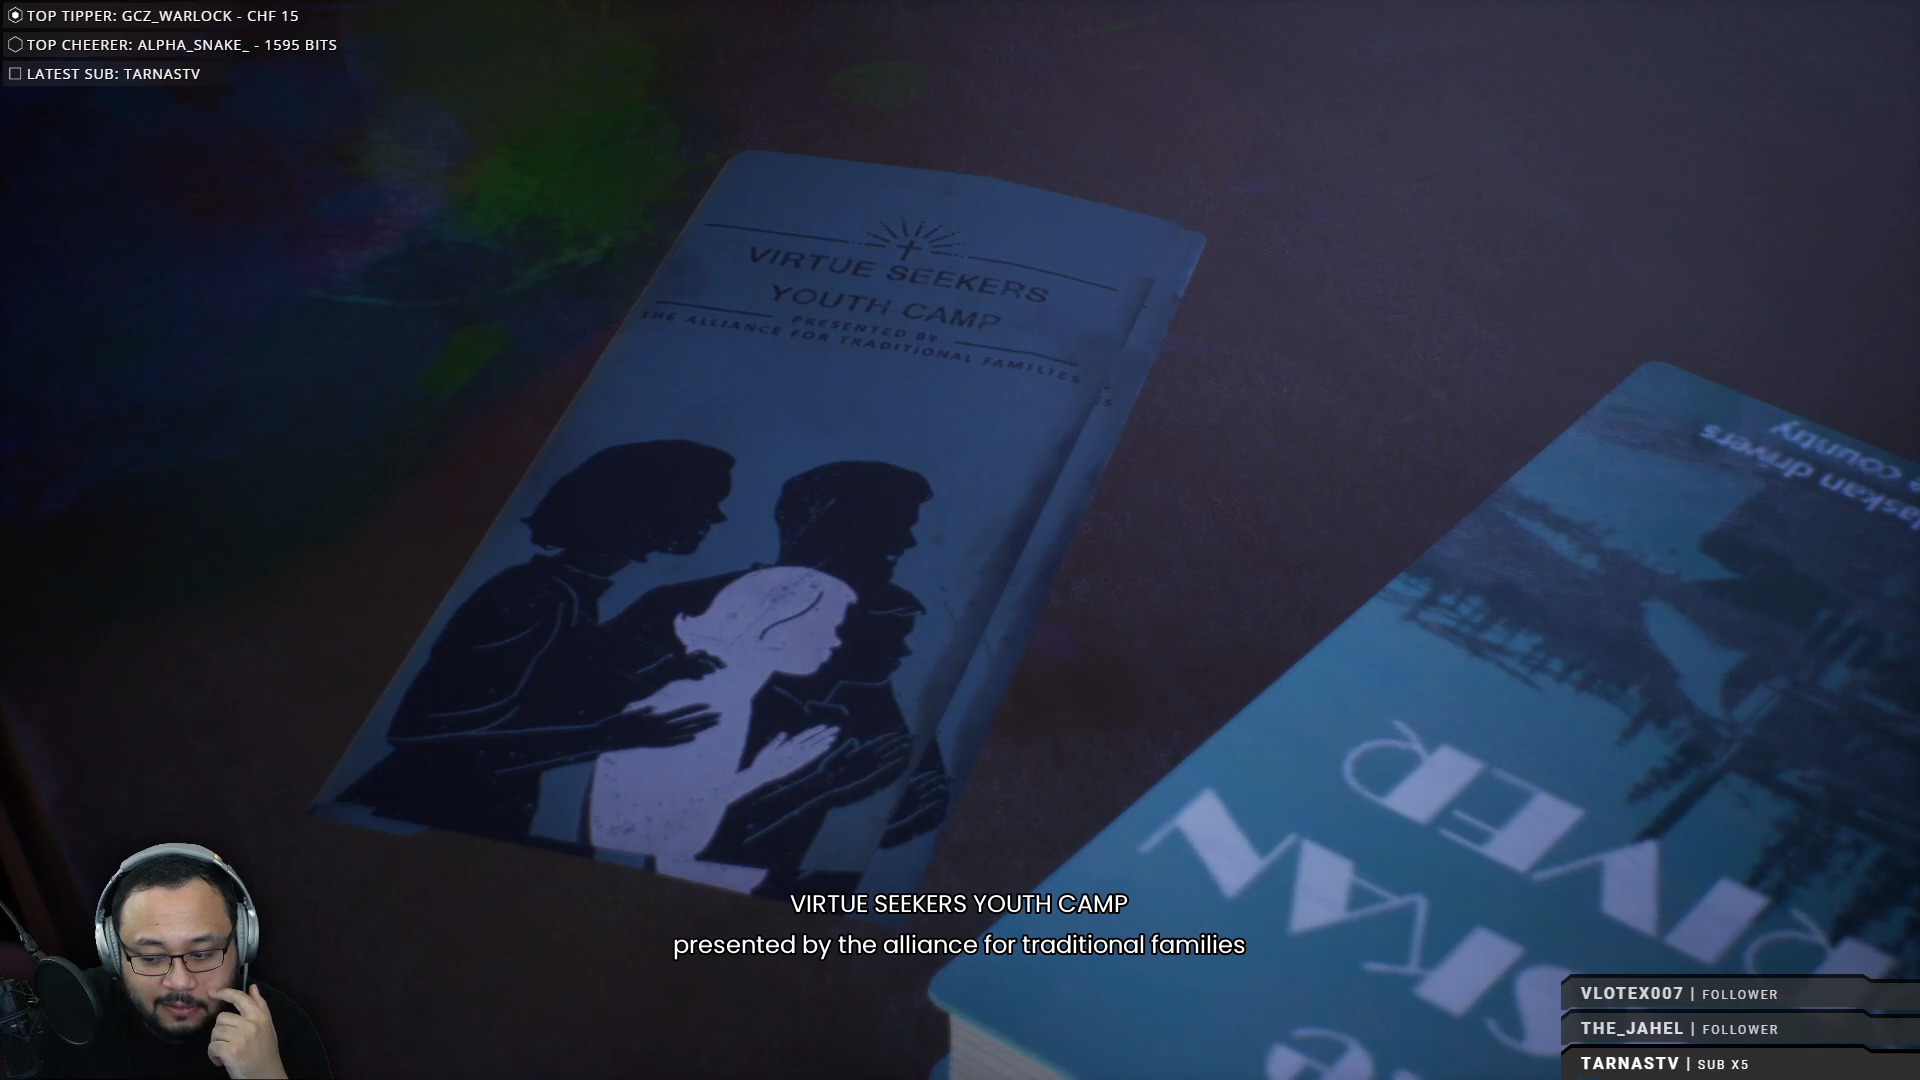 TOP TIPPER: GCZ_WARLOCK - CHF 15
TOP CHEERER: ALPHA_SNAKE_ - 1595 BITS
LATEST SUB: TARNASTV
VIRTUE SEEKERS
YOUTH CAMP
PRESENTED BY
THE ALLIANCE FOR TRADITIONAL FAMILIES
country
drivers
VIRTUE SEEKERS YOUTH CAMP
presented by the alliance for traditional families
VLOTEX007 | FOLLOWER
THE_JAHEL | FOLLOWER
TARNASTV | SUB X5